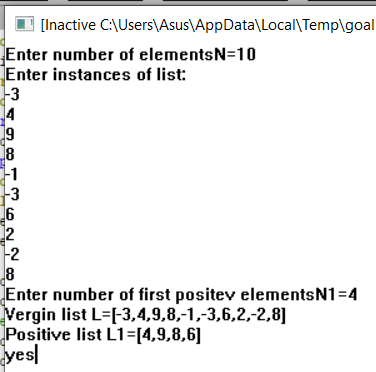 [Inactive C:\Users\Asus\AppData\Local\Temp\goal
Enter number of elementsN=10
Enter instances of list:
-3
4
9
8
-1
-3
6
2
-2
8
Enter number of first positev elementsN1=4
Vergin list L=[-3,4,9,8,-1,-3,6,2,-2,8]
Positive list L1=[4,9,8,6]
yes